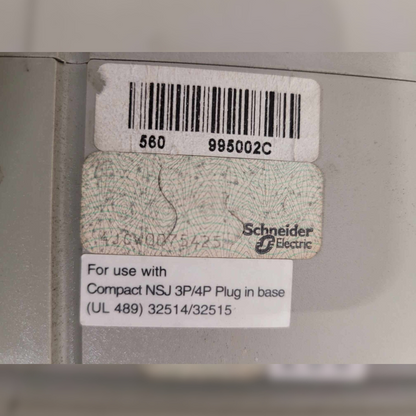 560 995002C
Schneider
Electric
For use with
Compact NSJ 3P/4P Plug in base
(UL 489) 32514/32515